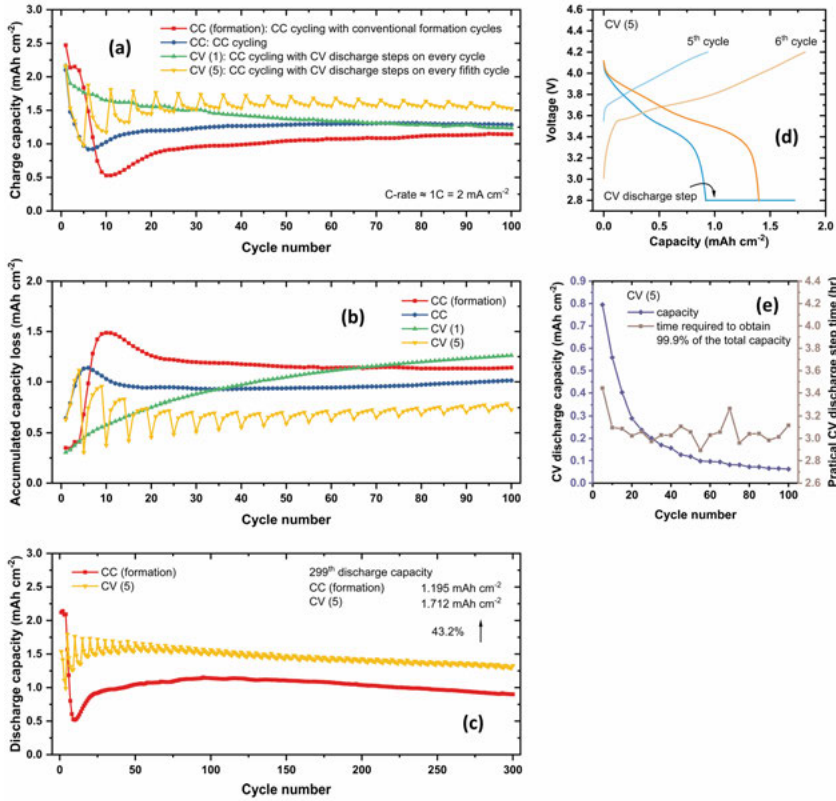 (a)
CC (formation): CC cycling with conventional formation cycles
CC: CC cycling
CV (1): CC cycling with CV discharge steps on every cycle
CV (5): CC cycling with CV discharge steps on every fifith cycle
Charge capacity (mAh cm⁻²)
3.0
2.5
2.0
1.5
1.0
0.5
0.0
C-rate ≈ 1C = 2 mA cm⁻²
0 10 20 30 40 50 60 70 80 90 100
Cycle number
CV (5)
5ᵗʰ cycle
6ᵗʰ cycle
Voltage (V)
4.8
4.4
4.0
3.6
3.2
2.8
(d)
CV discharge step
0.0 0.5 1.0 1.5 2.0
Capacity (mAh cm⁻²)
(b)
CC (formation)
CC
CV (1)
CV (5)
Accumulated capacity loss (mAh cm⁻²)
2.0
1.5
1.0
0.5
0.0
0 10 20 30 40 50 60 70 80 90 100
Cycle number
CV (5)
(e)
capacity
time required to obtain
99.9% of the total capacity
CV discharge capacity (mAh cm⁻²)
0.9
0.8
0.7
0.6
0.5
0.4
0.3
0.2
0.1
0.0
Pratical CV discharge step time (hr)
4.4
4.2
4.0
3.8
3.6
3.4
3.2
3.0
2.8
2.6
0 20 40 60 80 100
Cycle number
CC (formation)
CV (5)
299ᵗʰ discharge capacity
CC (formation) 1.195 mAh cm⁻²
CV (5) 1.712 mAh cm⁻²
43.2%
(c)
Discharge capacity (mAh cm⁻²)
3.0
2.5
2.0
1.5
1.0
0.5
0.0
0 50 100 150 200 250 300
Cycle number